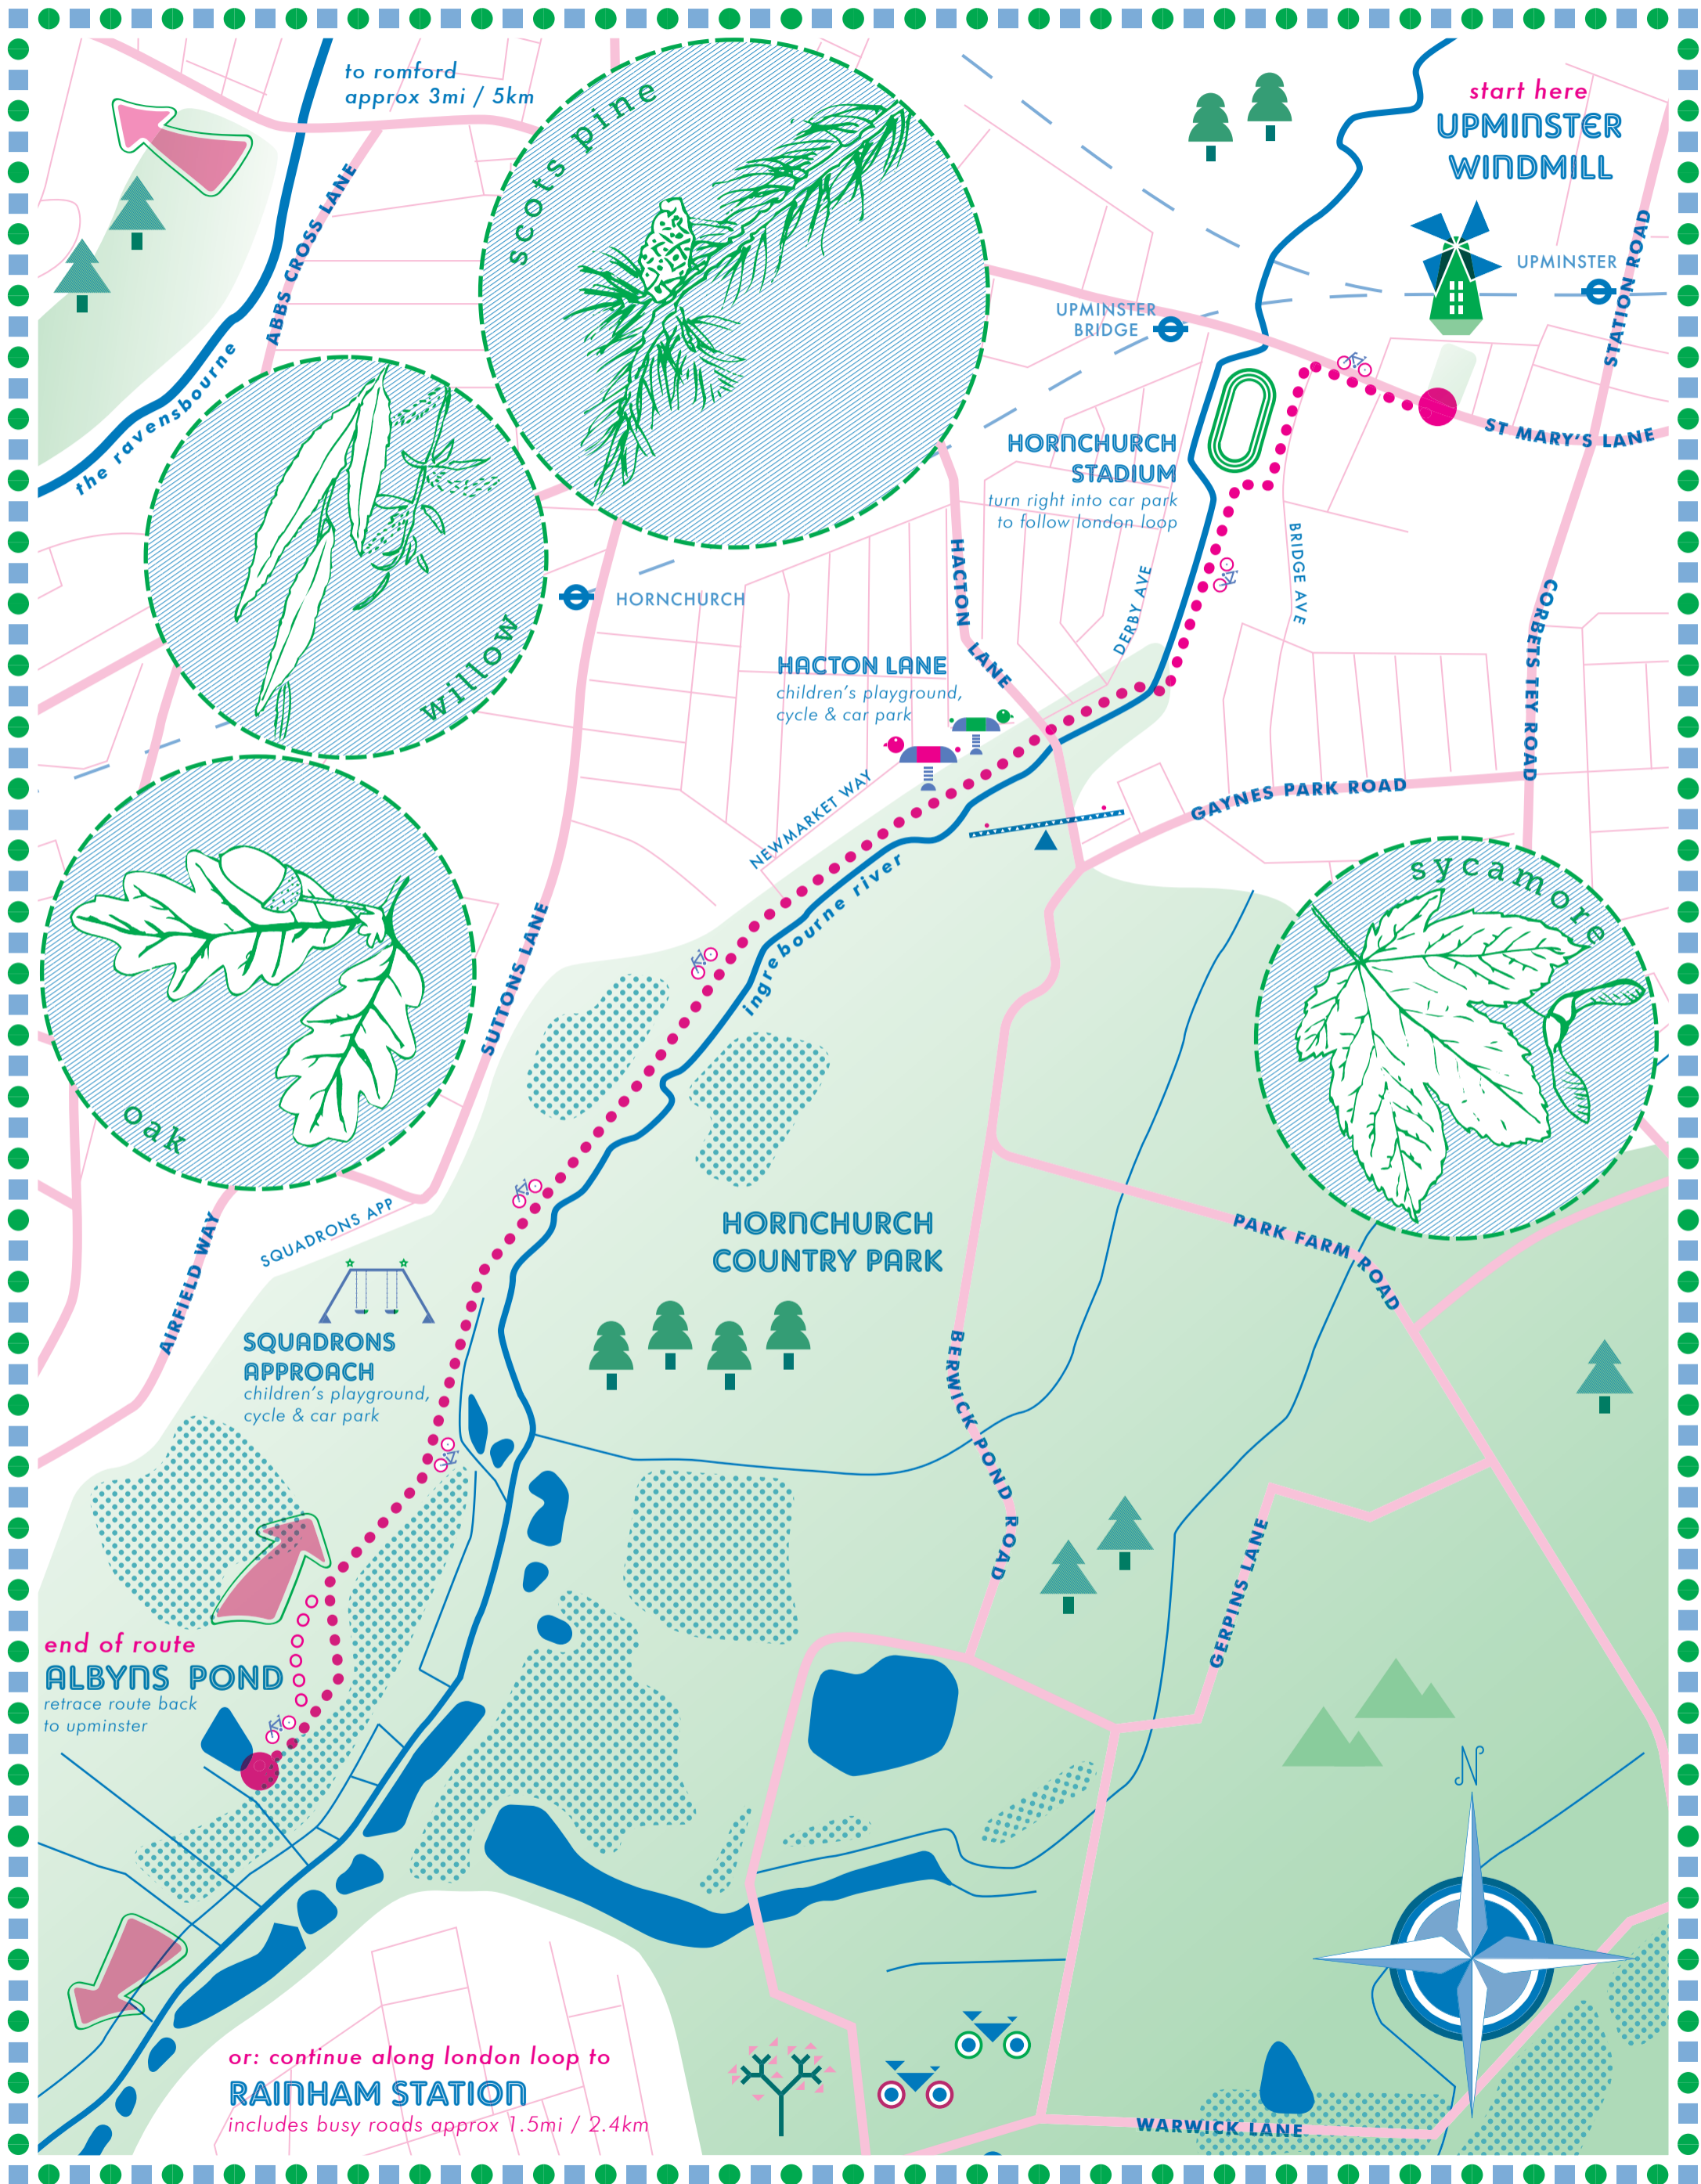 to romford
approx 3mi / 5km
scots pine
start here
UPMINSTER
WINDMILL
ABBS CROSS LANE
STATION ROAD
UPMINSTER
UPMINSTER
BRIDGE
the ravensbourne
ST MARY'S LANE
HORNCHURCH
STADIUM
turn right into car park
to follow london loop
BRIDGE AVE
HACTON LANE
DERBY AVE
HORNCHURCH
willow
CORBETS TEY ROAD
HACTON LANE
children's playground,
cycle & car park
NEWMARKET WAY
GAYNES PARK ROAD
ingrebourne river
sycamore
SUTTONS LANE
oak
SQUADRONS APP
AIRFIELD WAY
HORNCHURCH
COUNTRY PARK
PARK FARM ROAD
SQUADRONS
APPROACH
children's playground,
cycle & car park
BERWICK POND ROAD
GERPINS LANE
end of route
ALBYNS POND
retrace route back
to upminster
N
or: continue along london loop to
RAINHAM STATION
includes busy roads approx 1.5mi / 2.4km
WARWICK LANE